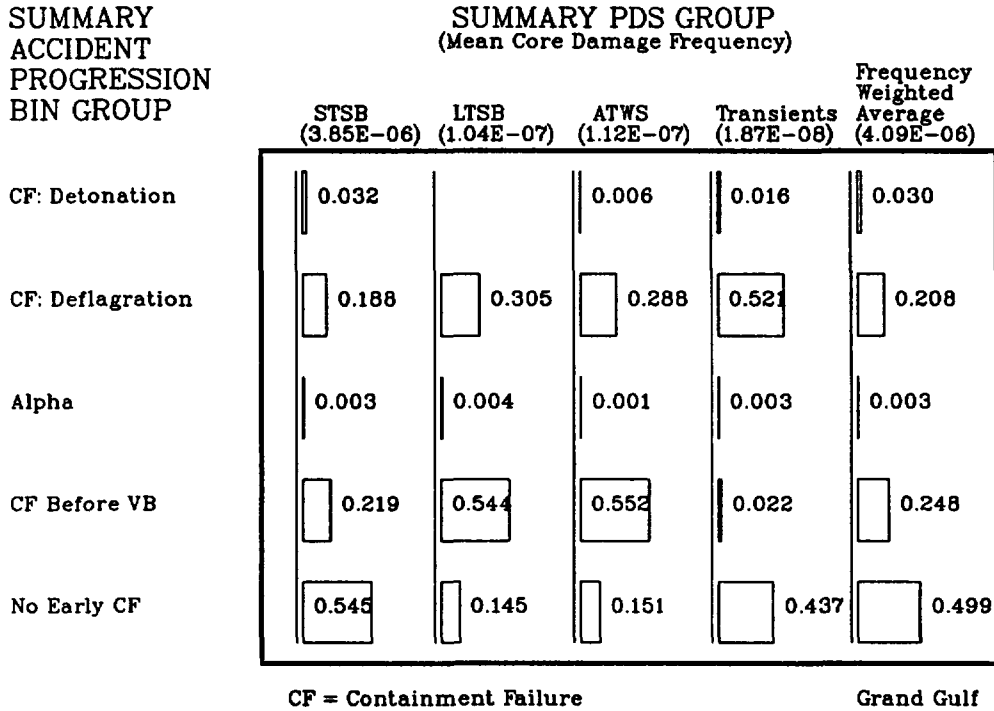 SUMMARY
ACCIDENT
PROGRESSION
BIN GROUP
SUMMARY PDS GROUP
(Mean Core Damage Frequency)
STSB
(3.85E-06)
LTSB
(1.04E-07)
ATWS
(1.12E-07)
Transients
(1.87E-08)
Frequency
Weighted
Average
(4.09E-06)
CF: Detonation 0.032 0.006 0.016 0.030
CF: Deflagration 0.188 0.305 0.288 0.521 0.208
Alpha 0.003 0.004 0.001 0.003 0.003
CF Before VB 0.219 0.544 0.552 0.022 0.248
No Early CF 0.545 0.145 0.151 0.437 0.499
CF = Containment Failure
Grand Gulf